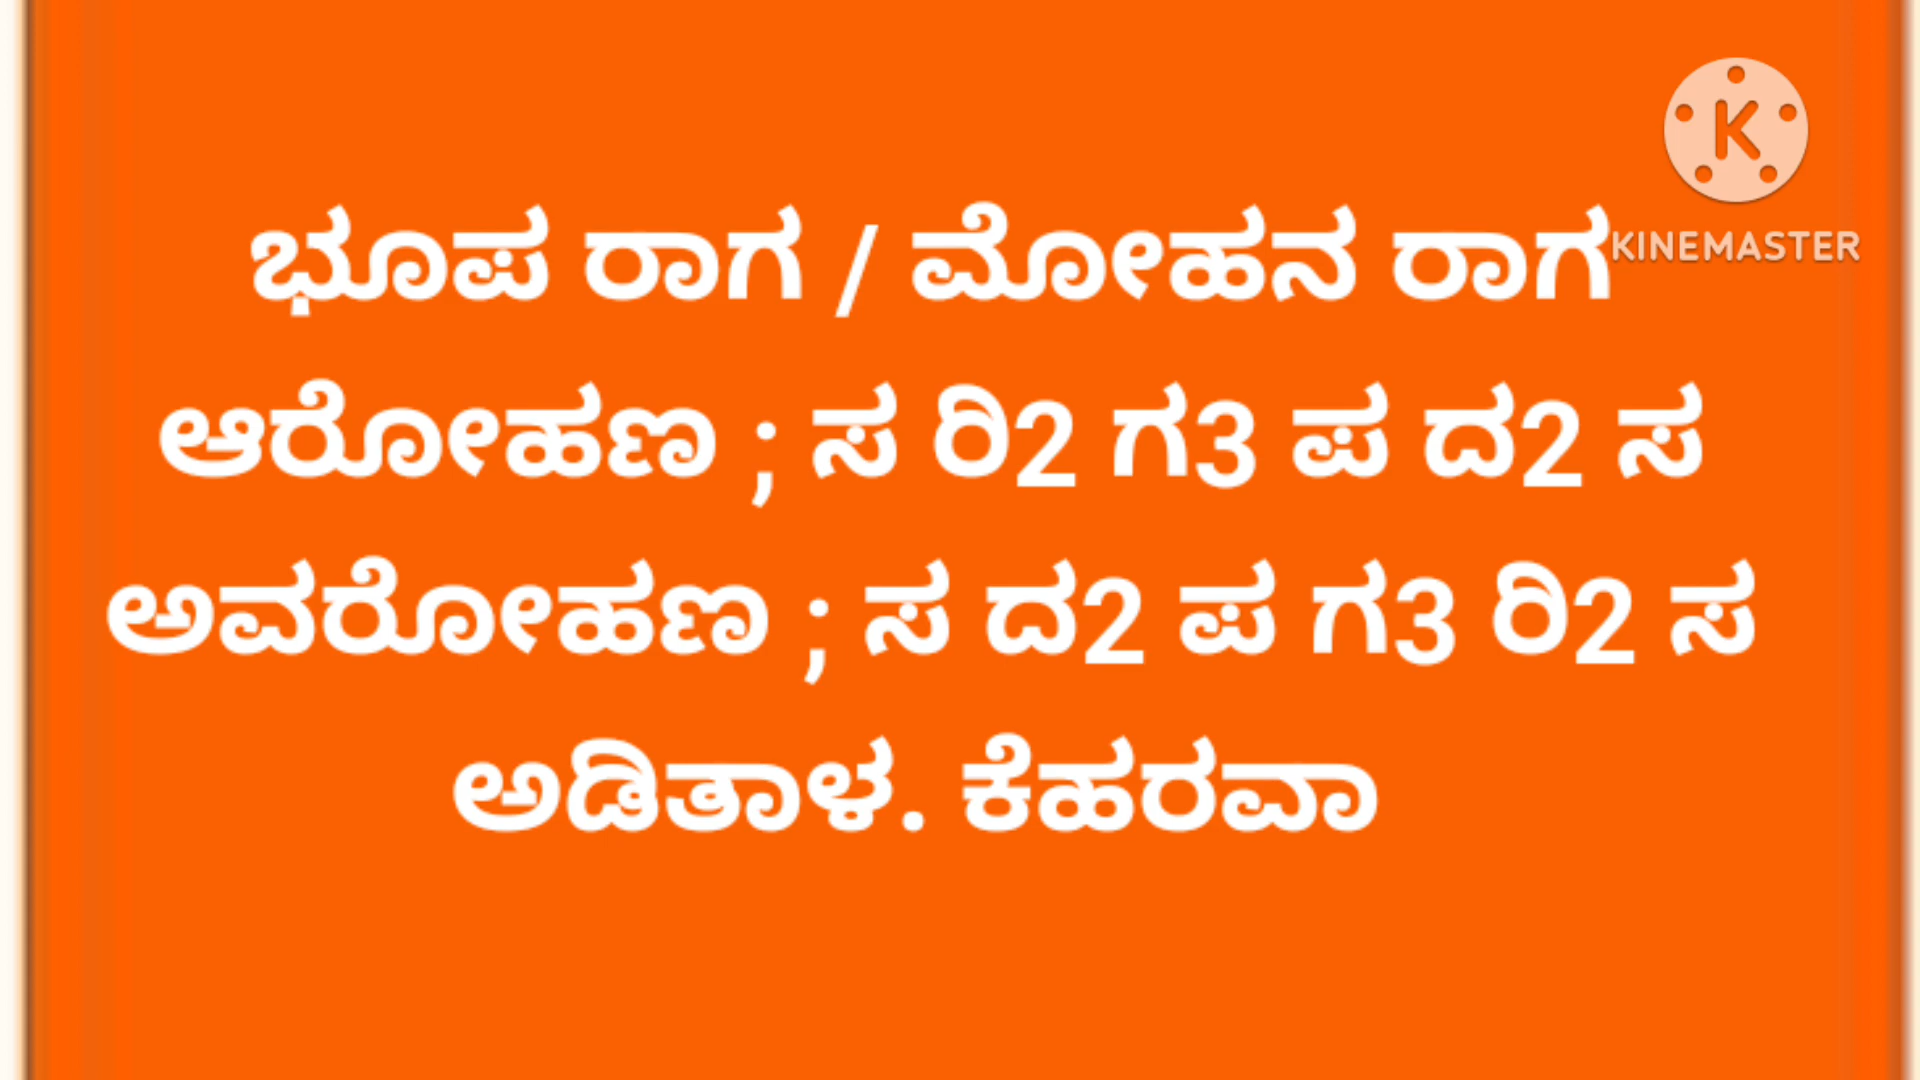 ಭೂಪ ರಾಗ / ಮೋಹನ ರಾಗ
KINEMASTER
ಆರೋಹಣ ; ಸ ರಿ2 ಗ3 ಪ ದ2 ಸ
ಅವರೋಹಣ ; ಸ ದ2 ಪ ಗ3 ರಿ2 ಸ
ಅಡಿತಾಳ. ಕೆಹರವಾ